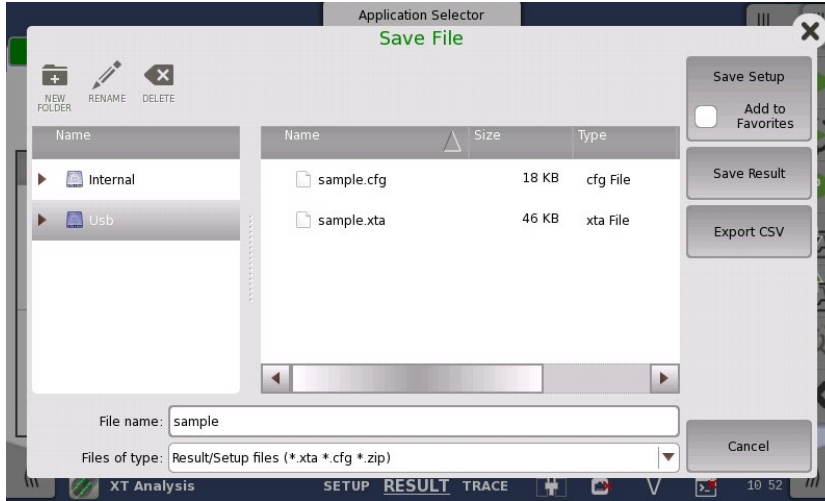 Application Selector
Save File
NEW FOLDER
RENAME
DELETE
Save Setup
Add to
Favorites
Name
Name
Size
Type
Internal
sample.cfg
18 KB
cfg File
Save Result
Usb
sample.xta
46 KB
xta File
Export CSV
File name: sample
Files of type: Result/Setup files (*.xta *.cfg *.zip)
Cancel
XT Analysis
SETUP
RESULT
TRACE
V
10 52